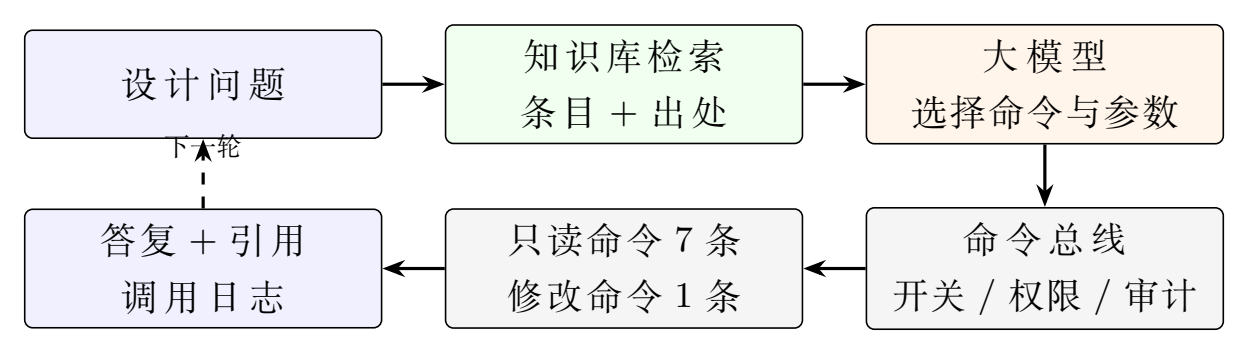 设计问题
知识库检索
条目 + 出处
大模型
选择命令与参数
下一轮
答复 + 引用
调用日志
只读命令 7 条
修改命令 1 条
命令总线
开关 / 权限 / 审计